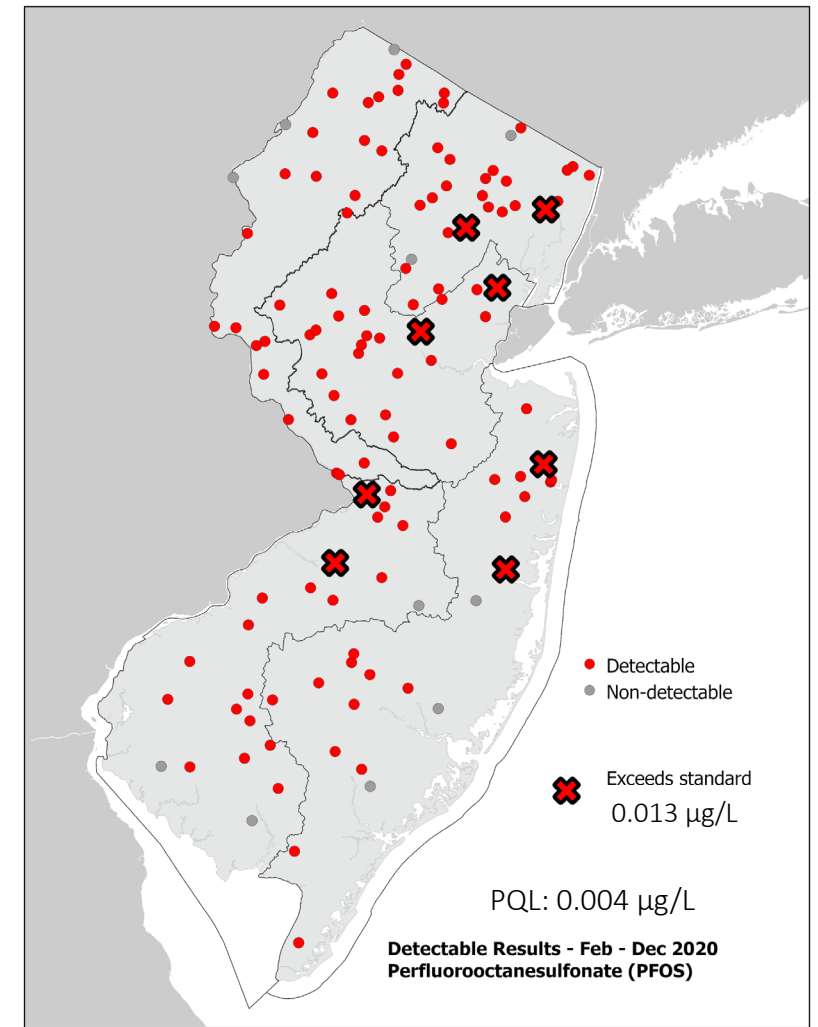 Detectable
Non-detectable
Exceeds standard
0.013 µg/L
PQL: 0.004 µg/L
Detectable Results - Feb - Dec 2020
Perfluorooctanesulfonate (PFOS)